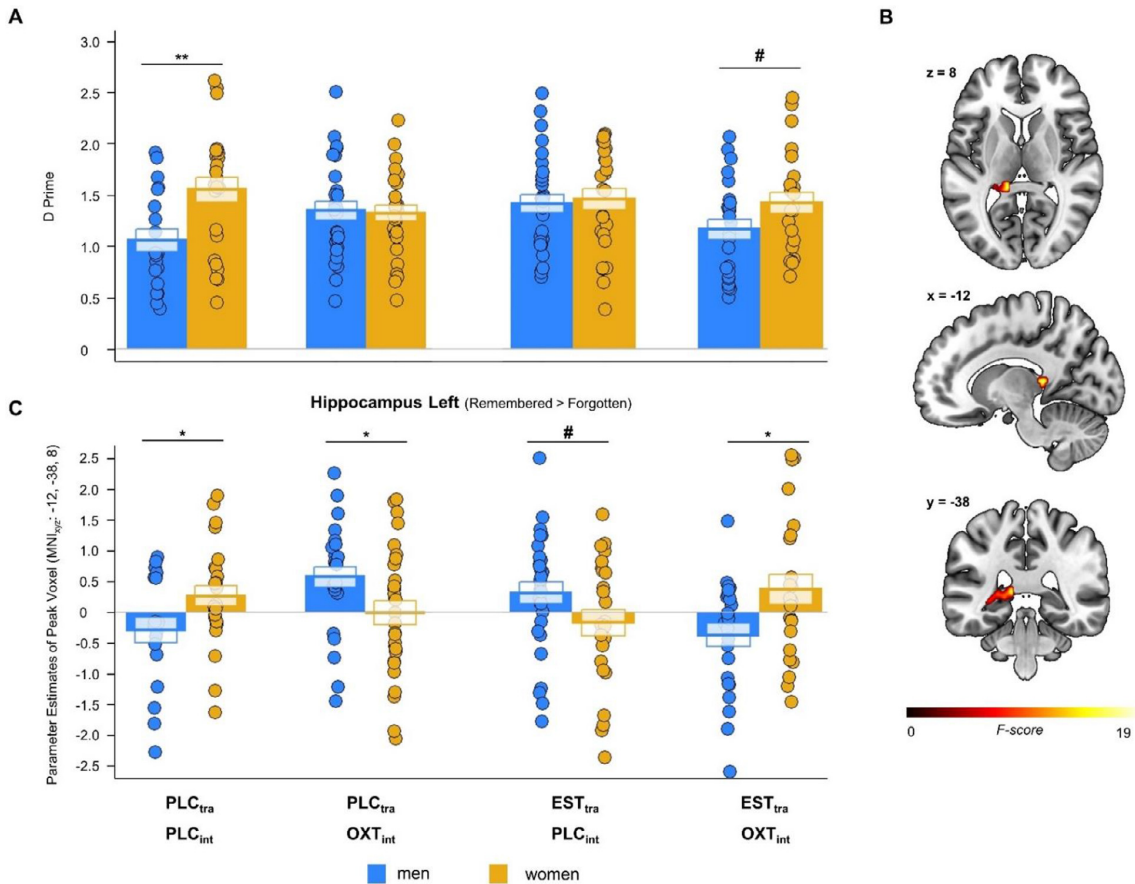 A
D Prime
3.0
2.5
2.0
1.5
1.0
0.5
0
**
#
B
z = 8
x = -12
y = -38
0
F-score
19
C
Hippocampus Left (Remembered > Forgotten)
Parameter Estimates of Peak Voxel (MNIxyz: -12, -38, 8)
2.5
2.0
1.5
1.0
0.5
0
-0.5
-1.0
-1.5
-2.0
-2.5
*
*
#
*
PLCtra PLCtra ESTtra ESTtra
PLCint OXTint PLCint OXTint
men women